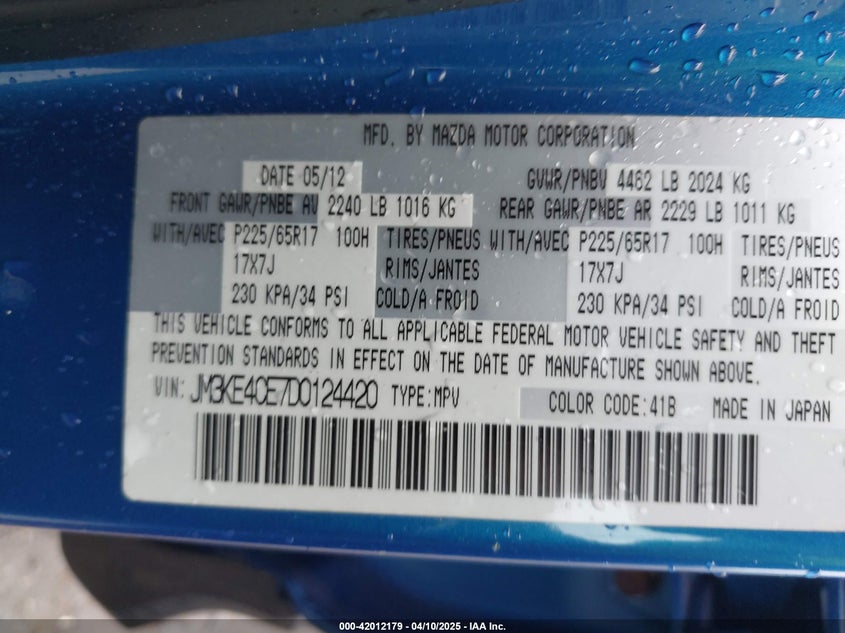 MFD. BY MAZDA MOTOR CORPORATION
DATE 05/12 GVWR/PNBV 4462 LB 2024 KG
FRONT GAWR/PNBE AV 2240 LB 1016 KG REAR GAWR/PNBE AR 2229 LB 1011 KG
WITH/AVEC P225/65R17 100H TIRES/PNEUS WITH/AVEC P225/65R17 100H TIRES/PNEUS
17X7J RIMS/JANTES 17X7J RIMS/JANTES
230 KPA/34 PSI COLD/A FROID 230 KPA/34 PSI COLD/A FROID
THIS VEHICLE CONFORMS TO ALL APPLICABLE FEDERAL MOTOR VEHICLE SAFETY AND THEFT
PREVENTION STANDARDS IN EFFECT ON THE DATE OF MANUFACTURE SHOWN ABOVE.
VIN: JM3KE4CE7D0124420 TYPE:MPV COLOR CODE:41B MADE IN JAPAN
000-42012179 - 04/10/2025 - IAA Inc.